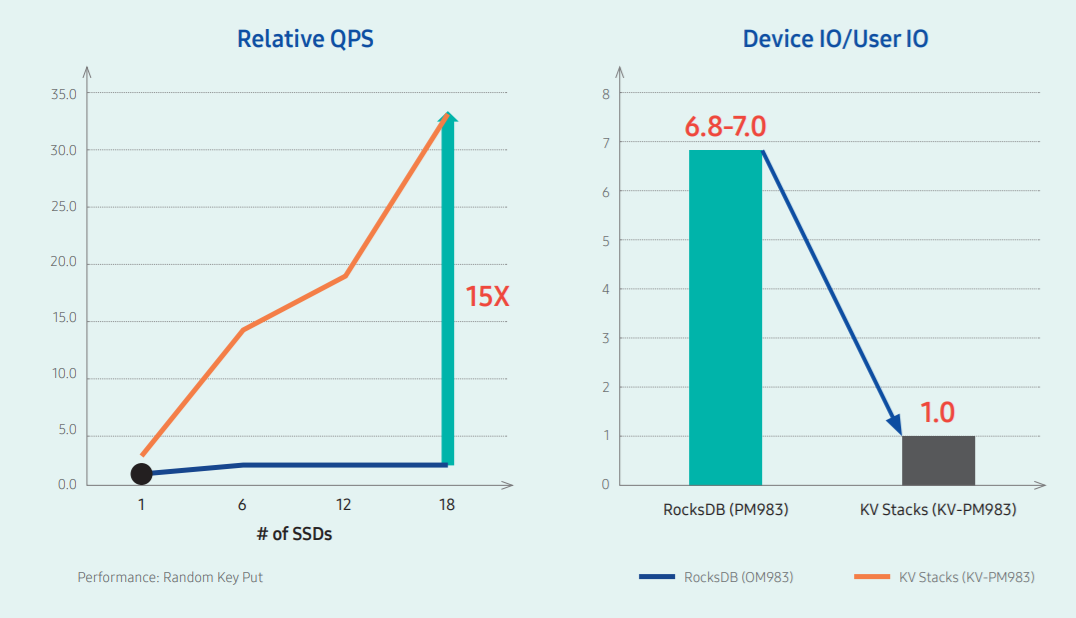 Relative QPS
35.0
30.0
25.0
20.0
15.0
10.0
5.0
0.0
15X
1 6 12 18
# of SSDs
Performance: Random Key Put
Device IO/User IO
8
7
6
5
4
3
2
1
0
6.8-7.0
1.0
RocksDB (PM983) KV Stacks (KV-PM983)
RocksDB (OM983) KV Stacks (KV-PM983)